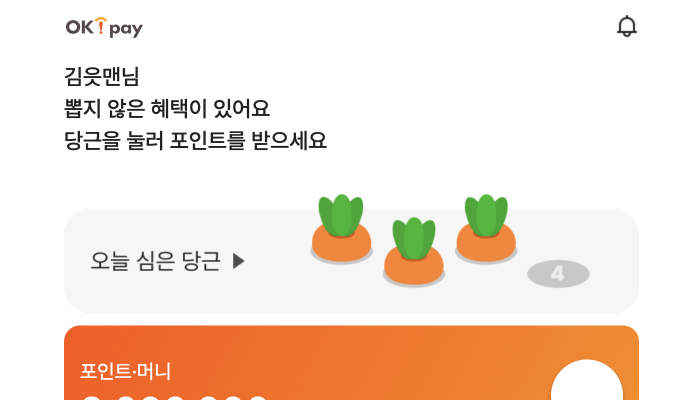 OK!pay
김읏맨님
뽑지 않은 혜택이 있어요
당근을 눌러 포인트를 받으세요
오늘 심은 당근 ▶
4
포인트·머니